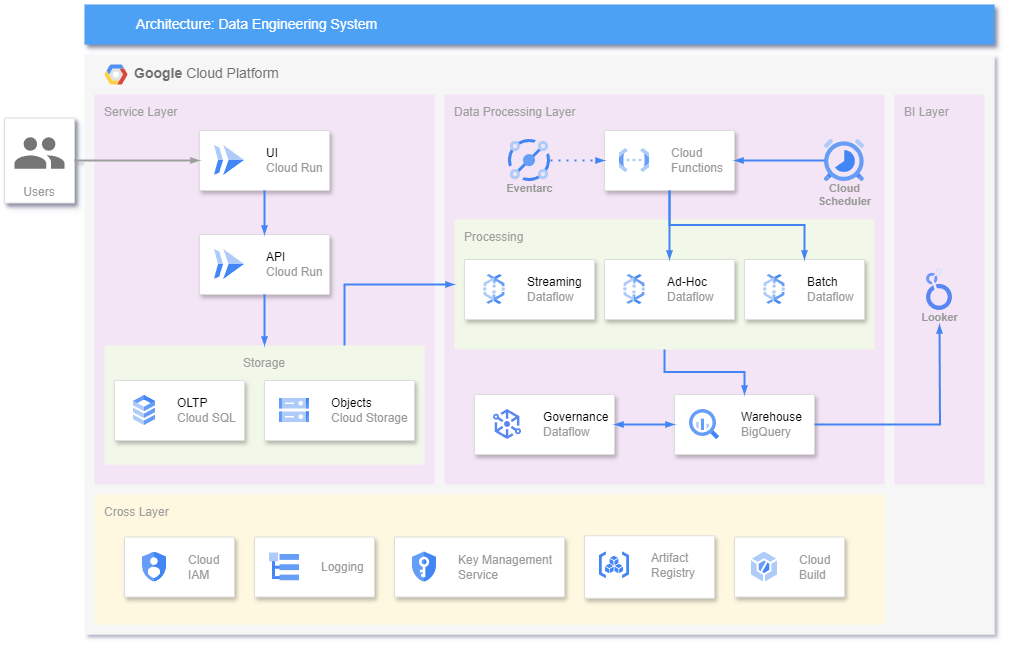 Architecture: Data Engineering System
Google Cloud Platform
Service Layer
Users
UI
Cloud Run
API
Cloud Run
Storage
OLTP
Cloud SQL
Objects
Cloud Storage
Data Processing Layer
Eventarc
Cloud
Functions
Cloud
Scheduler
Processing
Streaming
Dataflow
Ad-Hoc
Dataflow
Batch
Dataflow
Governance
Dataflow
Warehouse
BigQuery
BI Layer
Looker
Cross Layer
Cloud
IAM
Logging
Key Management
Service
Artifact
Registry
Cloud
Build